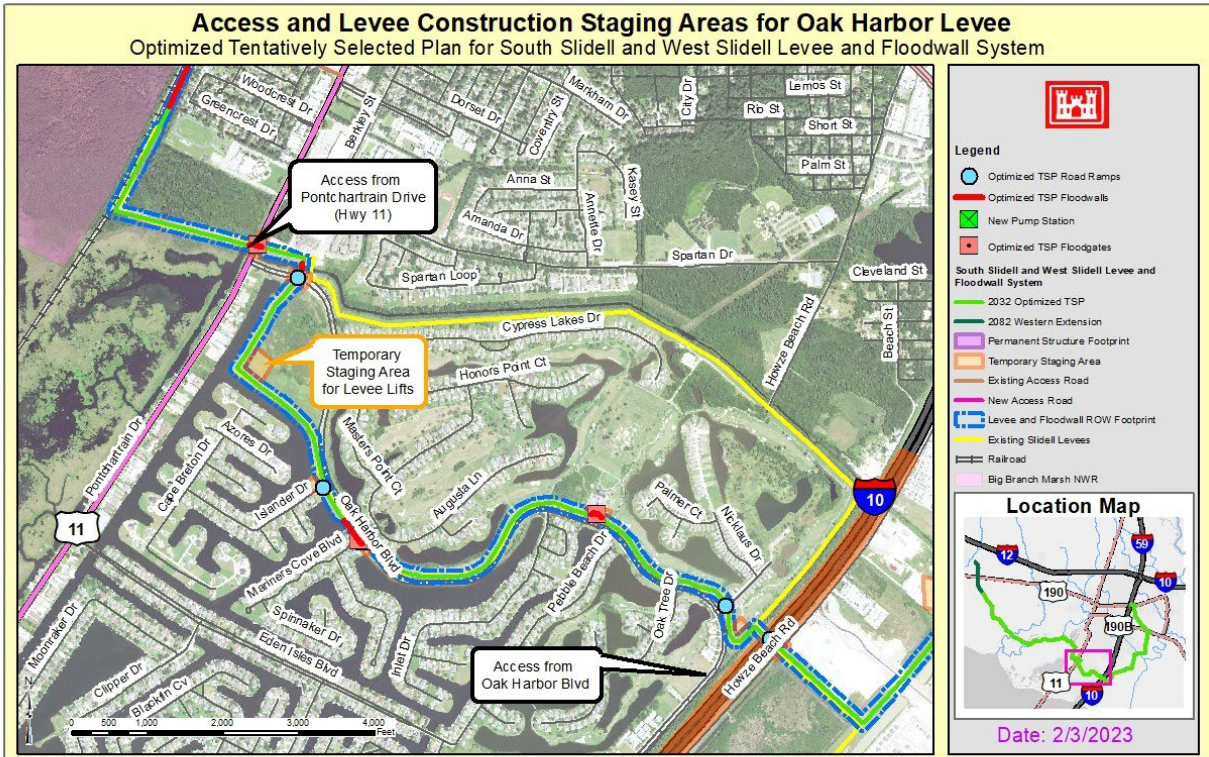 Access and Levee Construction Staging Areas for Oak Harbor Levee
Optimized Tentatively Selected Plan for South Slidell and West Slidell Levee and Floodwall System
Woodcrest Dr
Greencrest Dr
Berkley St
Dorset Dr
Markham Dr
Coventry St
City Dr
Lemos St
Rio St
Short St
Palm St
Access from
Pontchartrain Drive
(Hwy 11)
Anna St
Kasey St
Annette Dr
Amanda Dr
Spartan Dr
Spartan Loop
Cleveland St
Cypress Lakes Dr
Howze Beach Rd
Beach St
Temporary
Staging Area
for Levee Lifts
Honors Point Ct
Masters Point Ct
Pontchartrain Dr
Azores Dr
Cape Breton Dr
Islander Dr
Augusta Ln
Palmer Ct
Nicklaus Dr
10
11
Oak Harbor Blvd
Mariners Cove Blvd
Pebble Beach Dr
Oak Tree Dr
Spinnaker Dr
Moonraker Dr
Eden Isles Blvd
Inlet Dr
Howze Beach Rd
Access from
Oak Harbor Blvd
Clipper Dr
Blackfin Cv
0 500 1,000 2,000 3,000 4,000
Feet
Legend
Optimized TSP Road Ramps
Optimized TSP Floodwalls
New Pump Station
Optimized TSP Floodgates
South Slidell and West Slidell Levee and
Floodwall System
2032 Optimized TSP
2082 Western Extension
Permanent Structure Footprint
Temporary Staging Area
Existing Access Road
New Access Road
Levee and Floodwall ROW Footprint
Existing Slidell Levees
Railroad
Big Branch Marsh NWR
Location Map
12
59
10
190
190B
11
10
Date: 2/3/2023